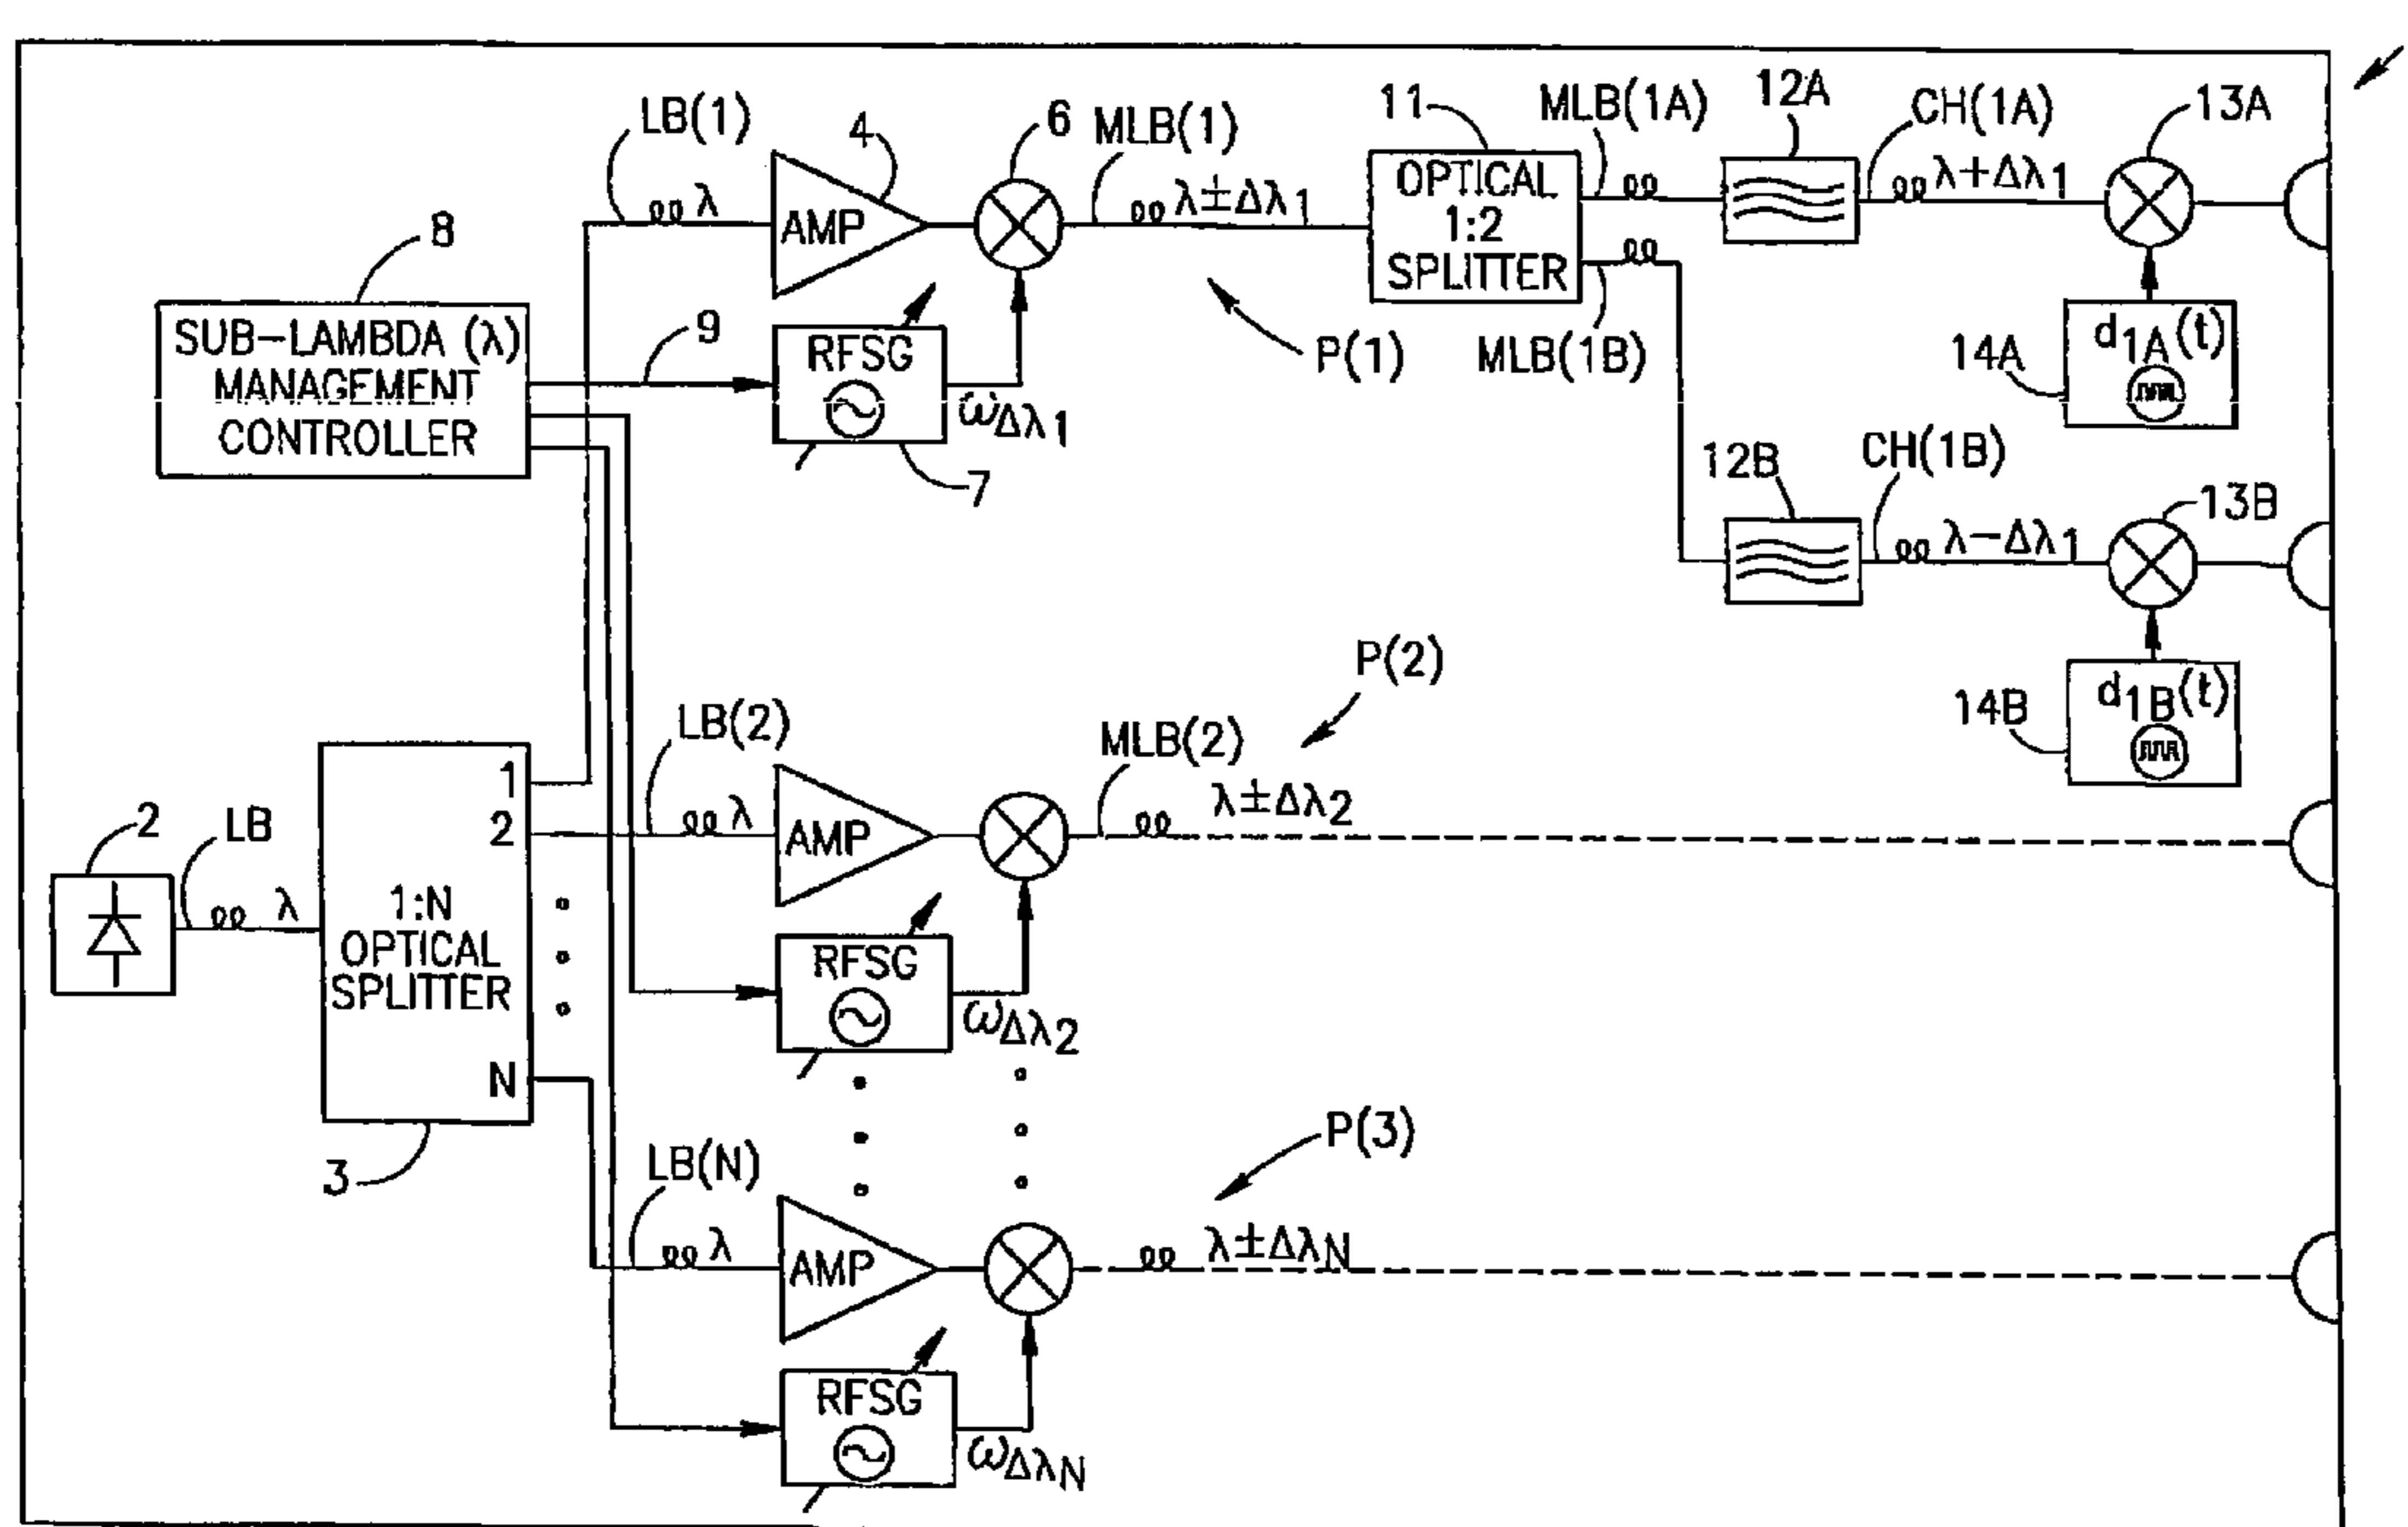 LB(1)
4
6
MLB(1)
11
MLB(1A)
12A
CH(1A)
13A
λ
AMP
λ±Δλ1
OPTICAL
1:2
SPLITTER
λ+Δλ1
8
SUB-LAMBDA (λ)
MANAGEMENT
CONTROLLER
9
RFSG
ωΔλ1
7
P(1)
MLB(1B)
14A
d1A(t)
12B
CH(1B)
λ-Δλ1
13B
14B
d1B(t)
2
LB
λ
1
2
1:N
OPTICAL
SPLITTER
N
3
LB(2)
λ
AMP
MLB(2)
P(2)
λ±Δλ2
RFSG
ωΔλ2
LB(N)
λ
AMP
P(3)
λ±ΔλN
RFSG
ωΔλN